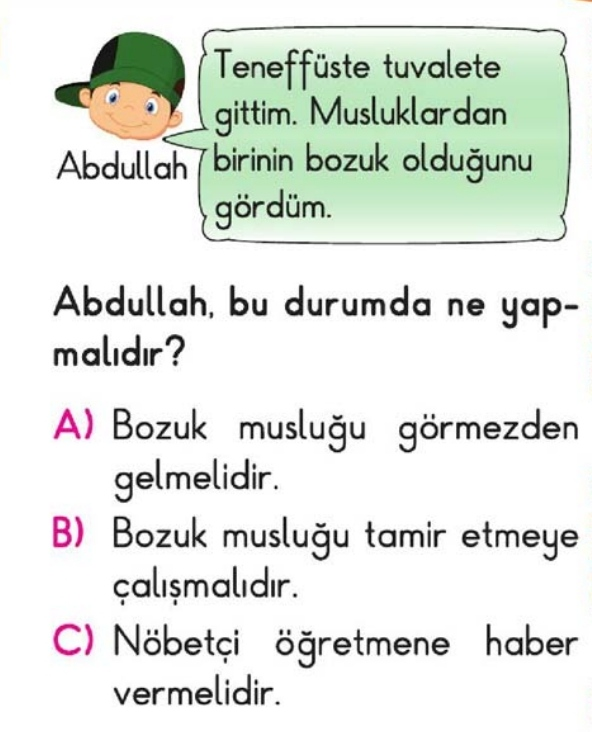 Teneffüste tuvalete
gittim. Musluklardan
birinin bozuk olduğunu
gördüm.
Abdullah
Abdullah, bu durumda ne yap-
malıdır?
A) Bozuk musluğu görmezden
gelmelidir.
B) Bozuk musluğu tamir etmeye
çalışmalıdır.
C) Nöbetçi öğretmene haber
vermelidir.